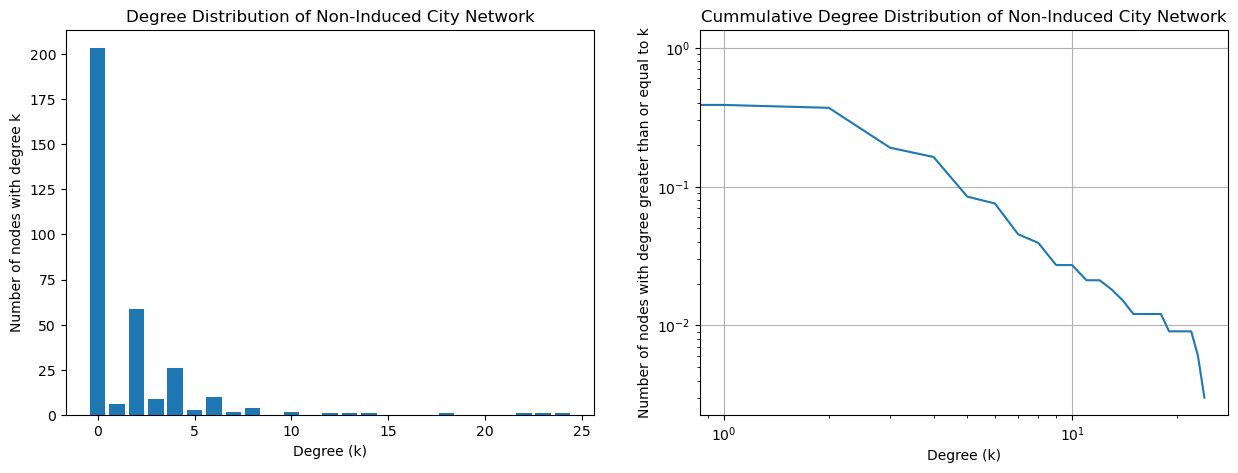 Degree Distribution of Non-Induced City Network
Number of nodes with degree k
200
175
150
125
100
75
50
25
0
0 5 10 15 20 25
Degree (k)
Cummulative Degree Distribution of Non-Induced City Network
Number of nodes with degree greater than or equal to k
10⁰
10⁻¹
10⁻²
10⁰ 10¹
Degree (k)